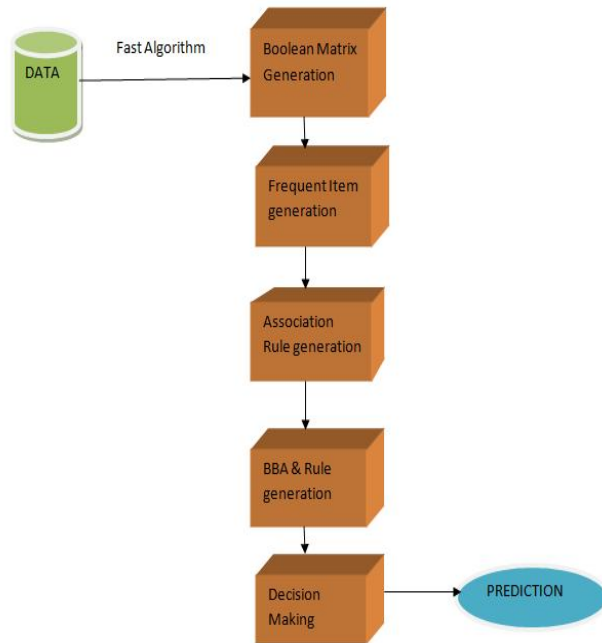 DATA
Fast Algorithm
Boolean Matrix
Generation
Frequent Item
generation
Association
Rule generation
BBA & Rule
generation
Decision
Making
PREDICTION